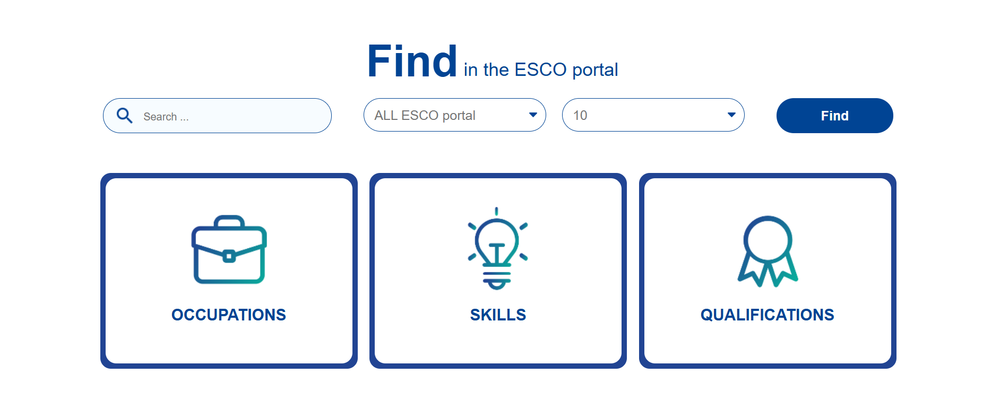 Find in the ESCO portal
Search ...
ALL ESCO portal
10
Find
OCCUPATIONS
SKILLS
QUALIFICATIONS